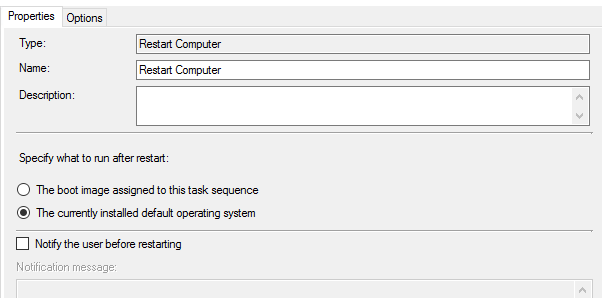 Properties Options
Type: Restart Computer
Name: Restart Computer
Description:
Specify what to run after restart:
The boot image assigned to this task sequence
The currently installed default operating system
Notify the user before restarting
Notification message: